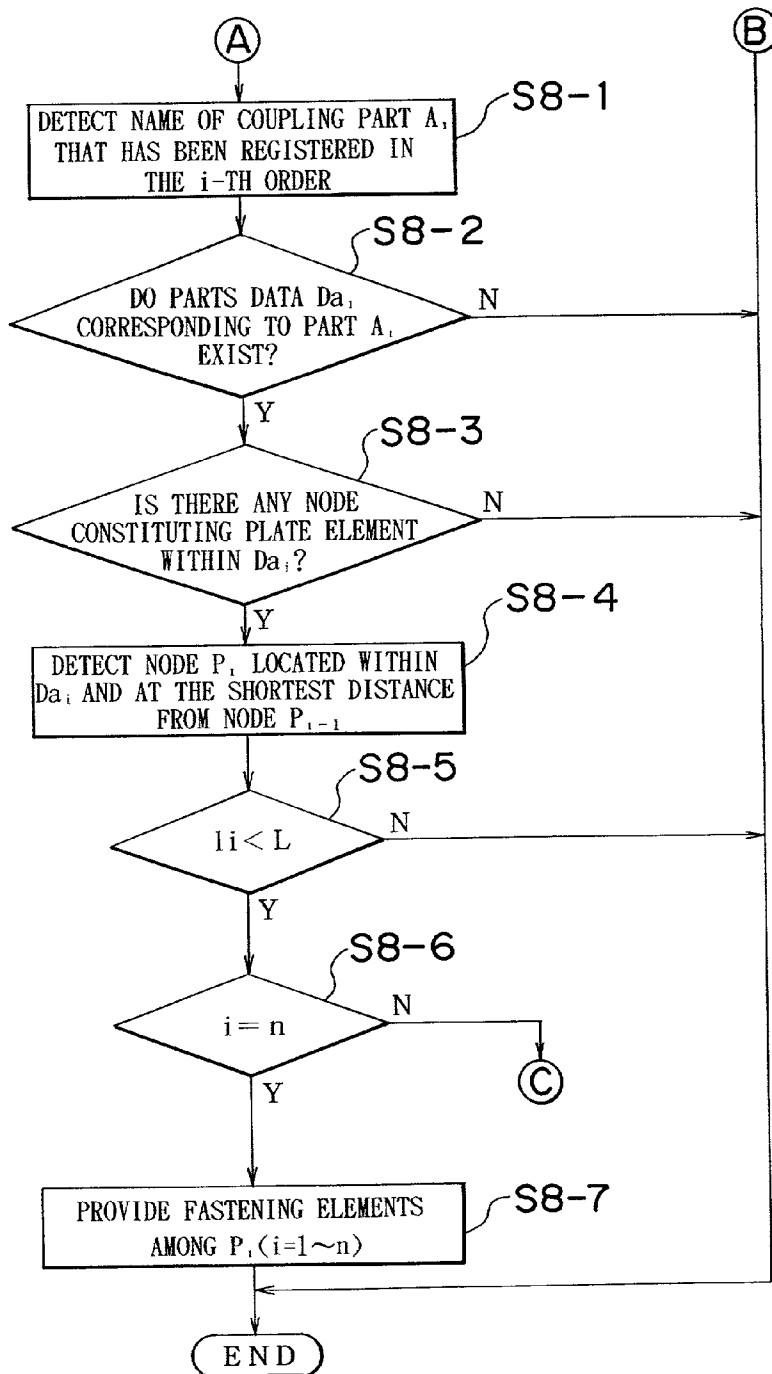 A
B
S8-1
DETECT NAME OF COUPLING PART Aᵢ
THAT HAS BEEN REGISTERED IN
THE i-TH ORDER
S8-2
DO PARTS DATA Daᵢ
CORRESPONDING TO PART Aᵢ
EXIST?
N
Y
S8-3
IS THERE ANY NODE
CONSTITUTING PLATE ELEMENT
WITHIN Daᵢ?
N
Y
S8-4
DETECT NODE Pᵢ LOCATED WITHIN
Daᵢ AND AT THE SHORTEST DISTANCE
FROM NODE Pᵢ₋₁
S8-5
li < L
N
Y
S8-6
i = n
N
C
Y
S8-7
PROVIDE FASTENING ELEMENTS
AMONG Pᵢ(i=1~n)
END